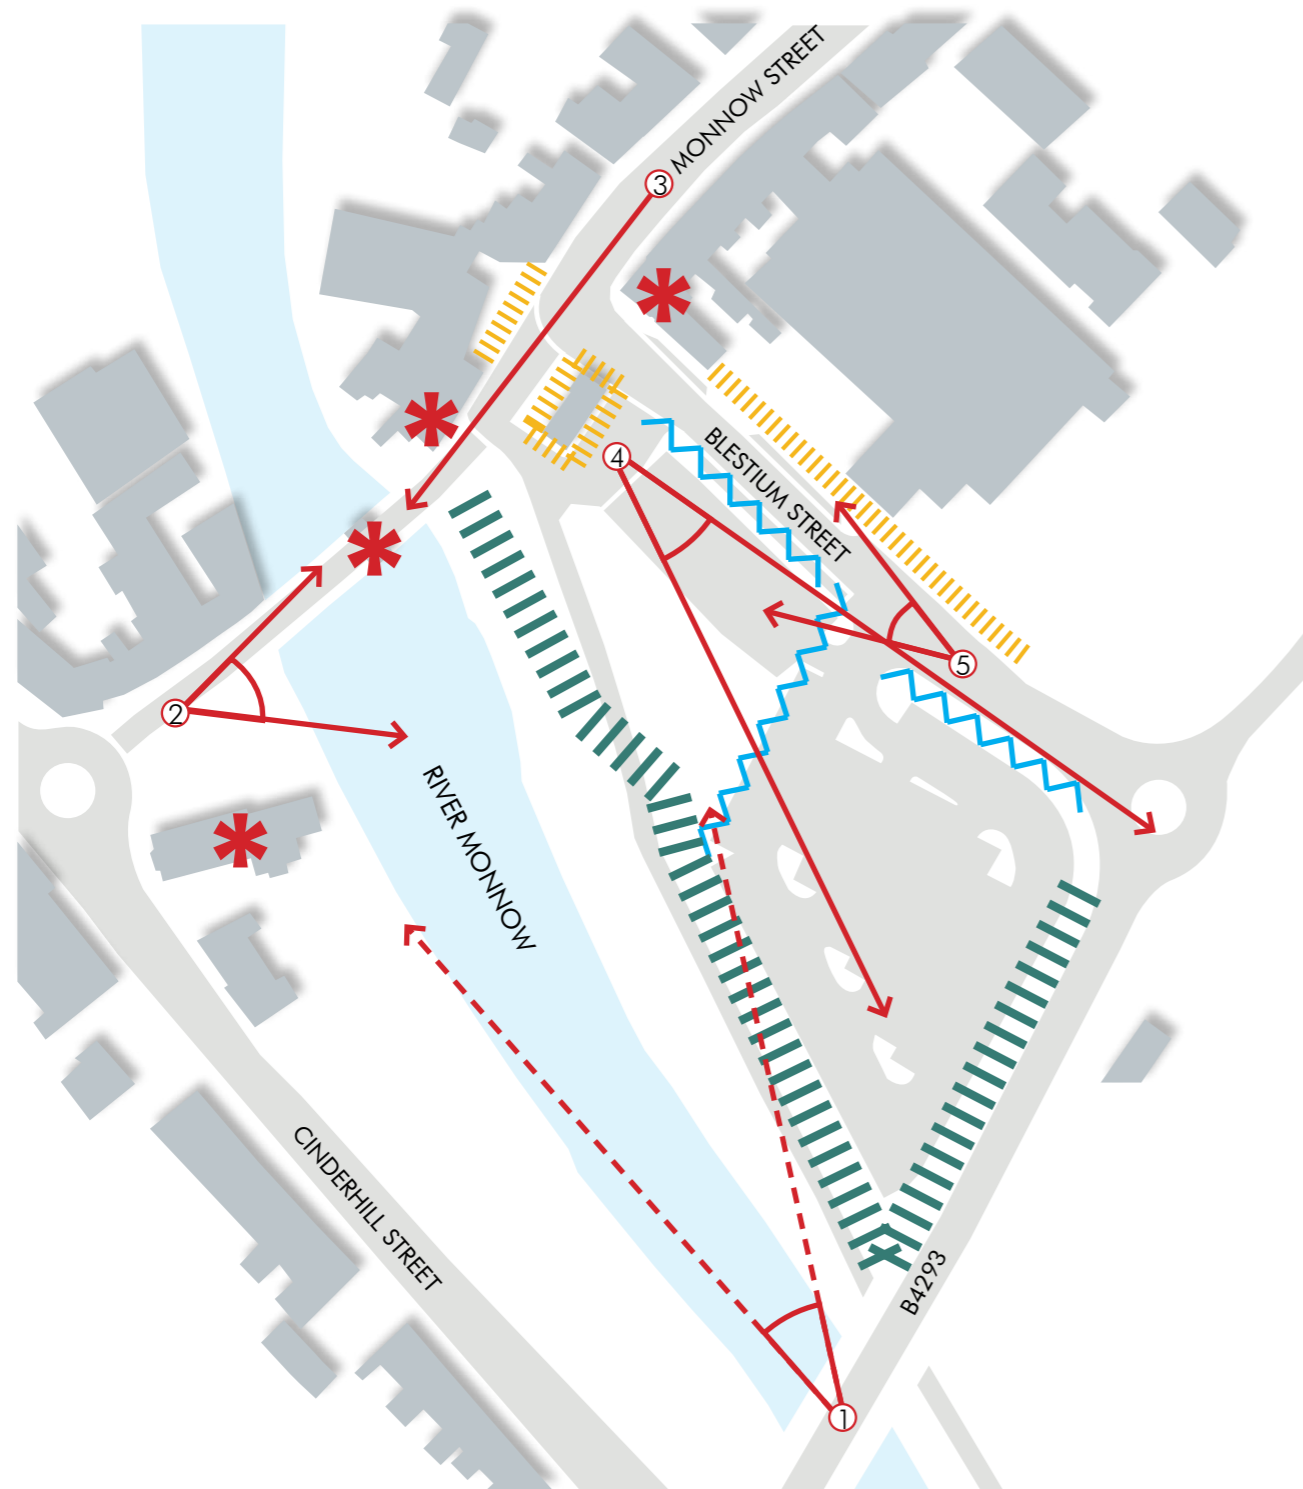 MONNOW STREET
3
4
BLESTIUM STREET
5
2
RIVER MONNOW
CINDERHILL STREET
B4293
1